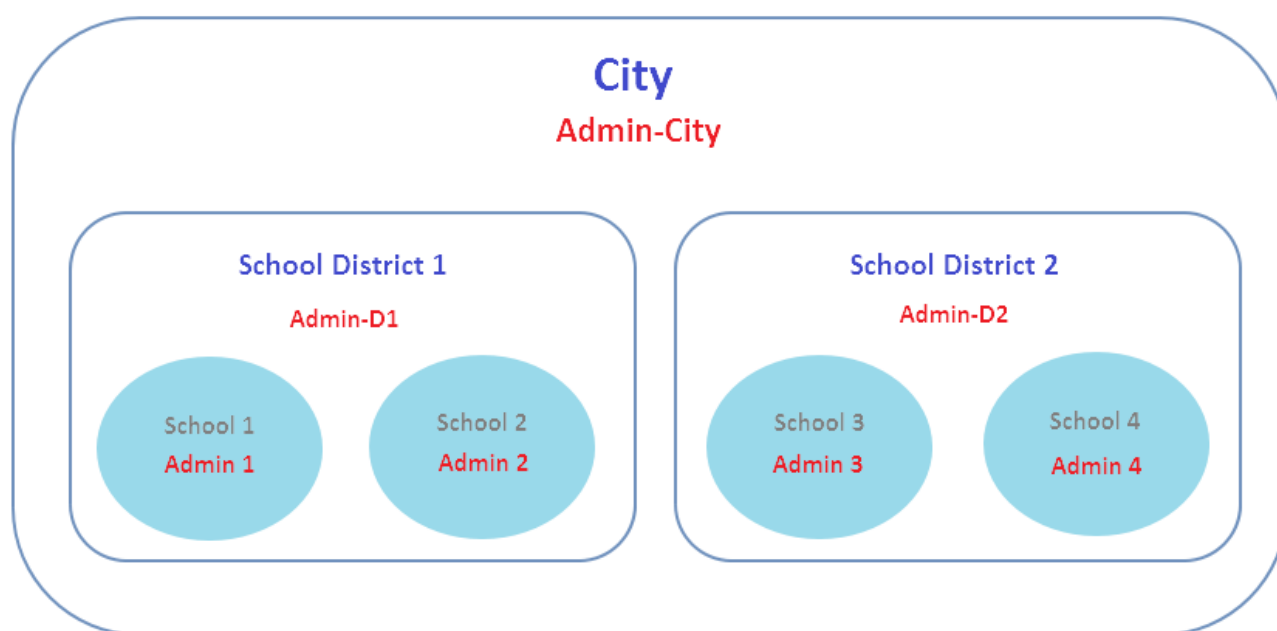 City
Admin-City
School District 1
Admin-D1
School 1
Admin 1
School 2
Admin 2
School District 2
Admin-D2
School 3
Admin 3
School 4
Admin 4